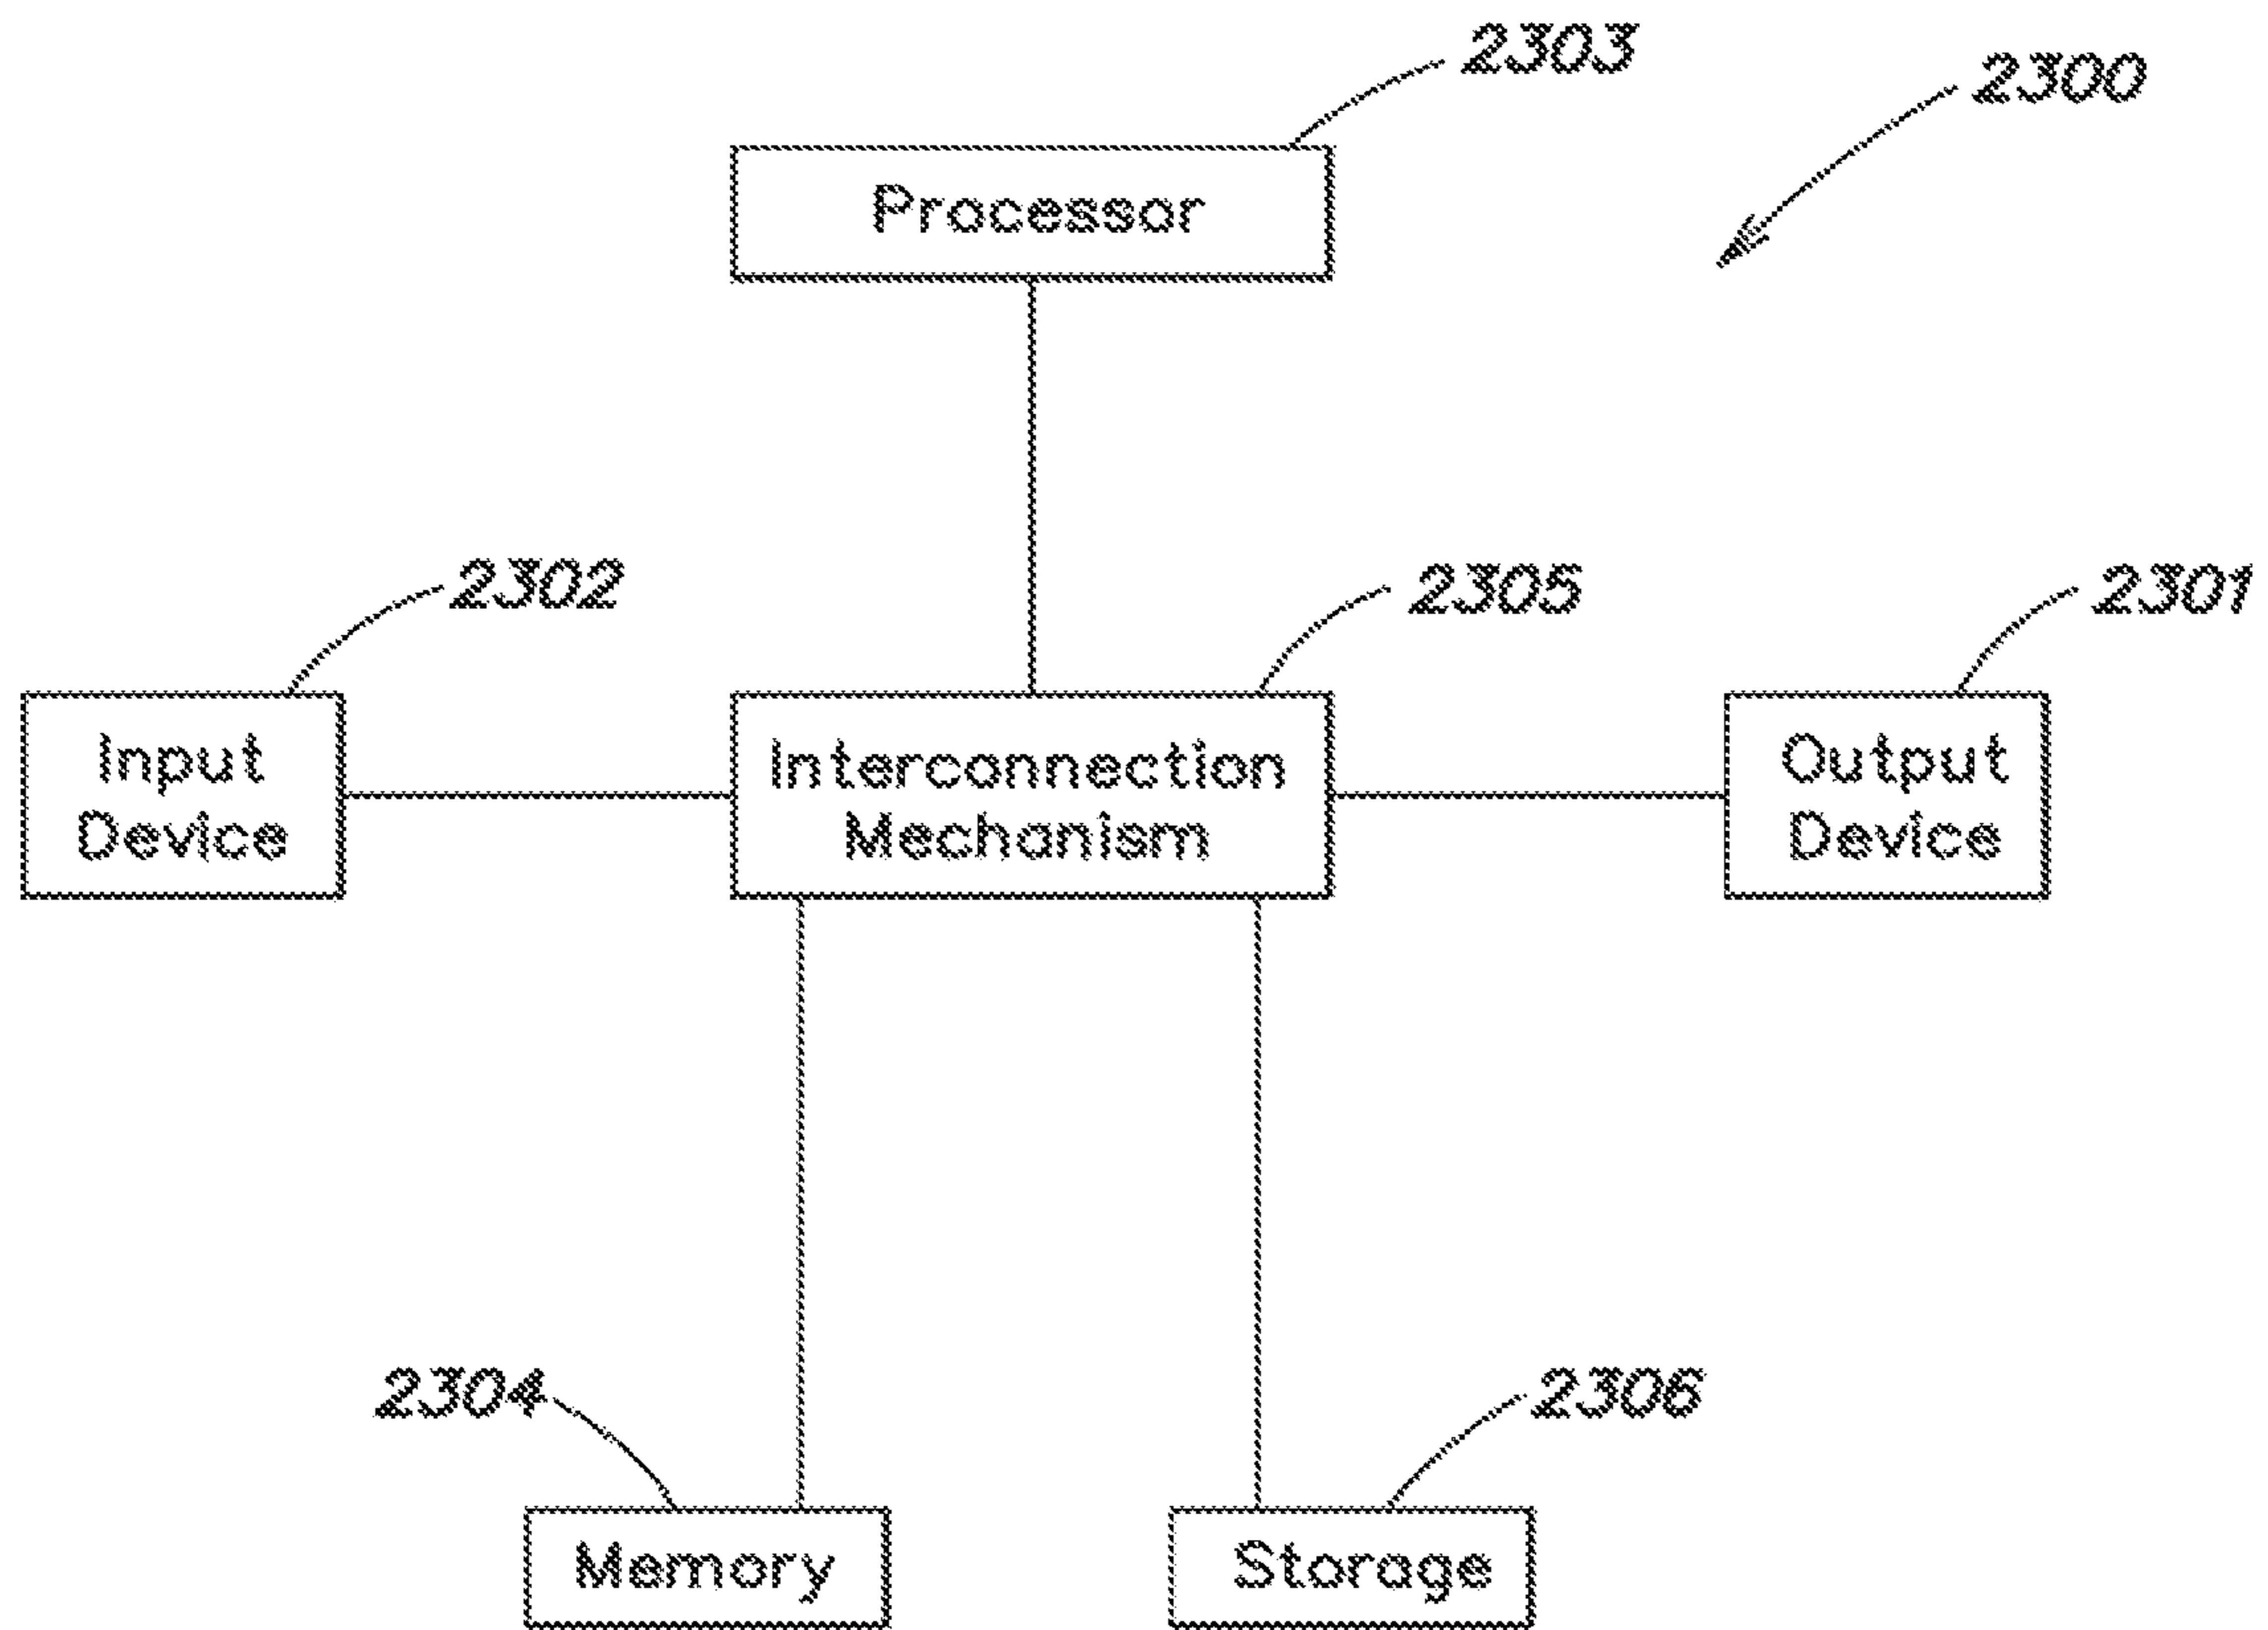 2303
2300
Processor
2302
2305
2301
Input
Device
Interconnection
Mechanism
Output
Device
2304
2306
Memory
Storage